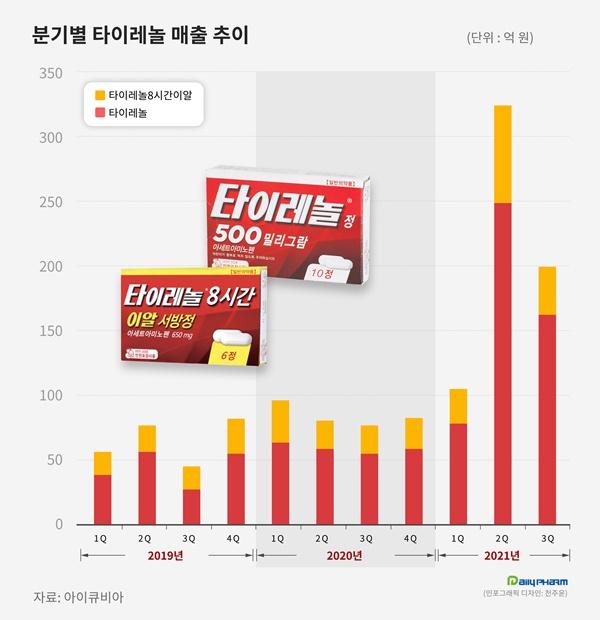 분기별 타이레놀 매출 추이
(단위 : 억 원)
350
타이레놀8시간이알
타이레놀
300
250
200
150
100
50
0
[일반의약품]
타이레놀® 정
500 밀리그람
아세트아미노펜
10정
[일반의약품]
타이레놀® 8시간
이알 서방정
아세트아미노펜 650 mg
6정
1Q 2Q 3Q 4Q 1Q 2Q 3Q 4Q 1Q 2Q 3Q
2019년 2020년 2021년
DailyPHARM
자료: 아이큐비아
(인포그래픽 디자인: 전주윤)